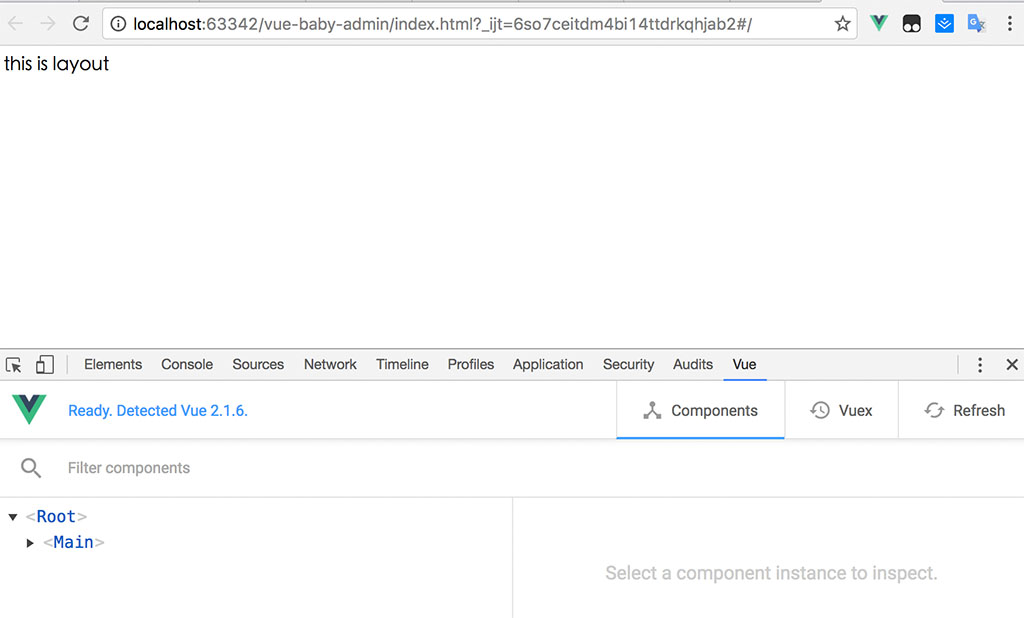 localhost:63342/vue-baby-admin/index.html?_ijt=6so7ceitdm4bi14ttdrkqhjab2#/
this is layout
Elements Console Sources Network Timeline Profiles Application Security Audits Vue
Ready. Detected Vue 2.1.6. Components Vuex Refresh
Filter components
<Root>
<Main>
Select a component instance to inspect.